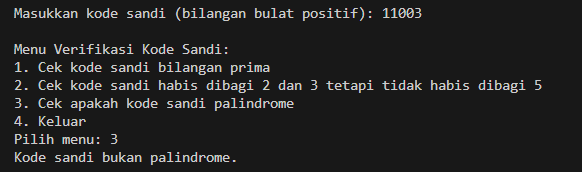 Masukkan kode sandi (bilangan bulat positif): 11003
Menu Verifikasi Kode Sandi:
1. Cek kode sandi bilangan prima
2. Cek kode sandi habis dibagi 2 dan 3 tetapi tidak habis dibagi 5
3. Cek apakah kode sandi palindrome
4. Keluar
Pilih menu: 3
Kode sandi bukan palindrome.